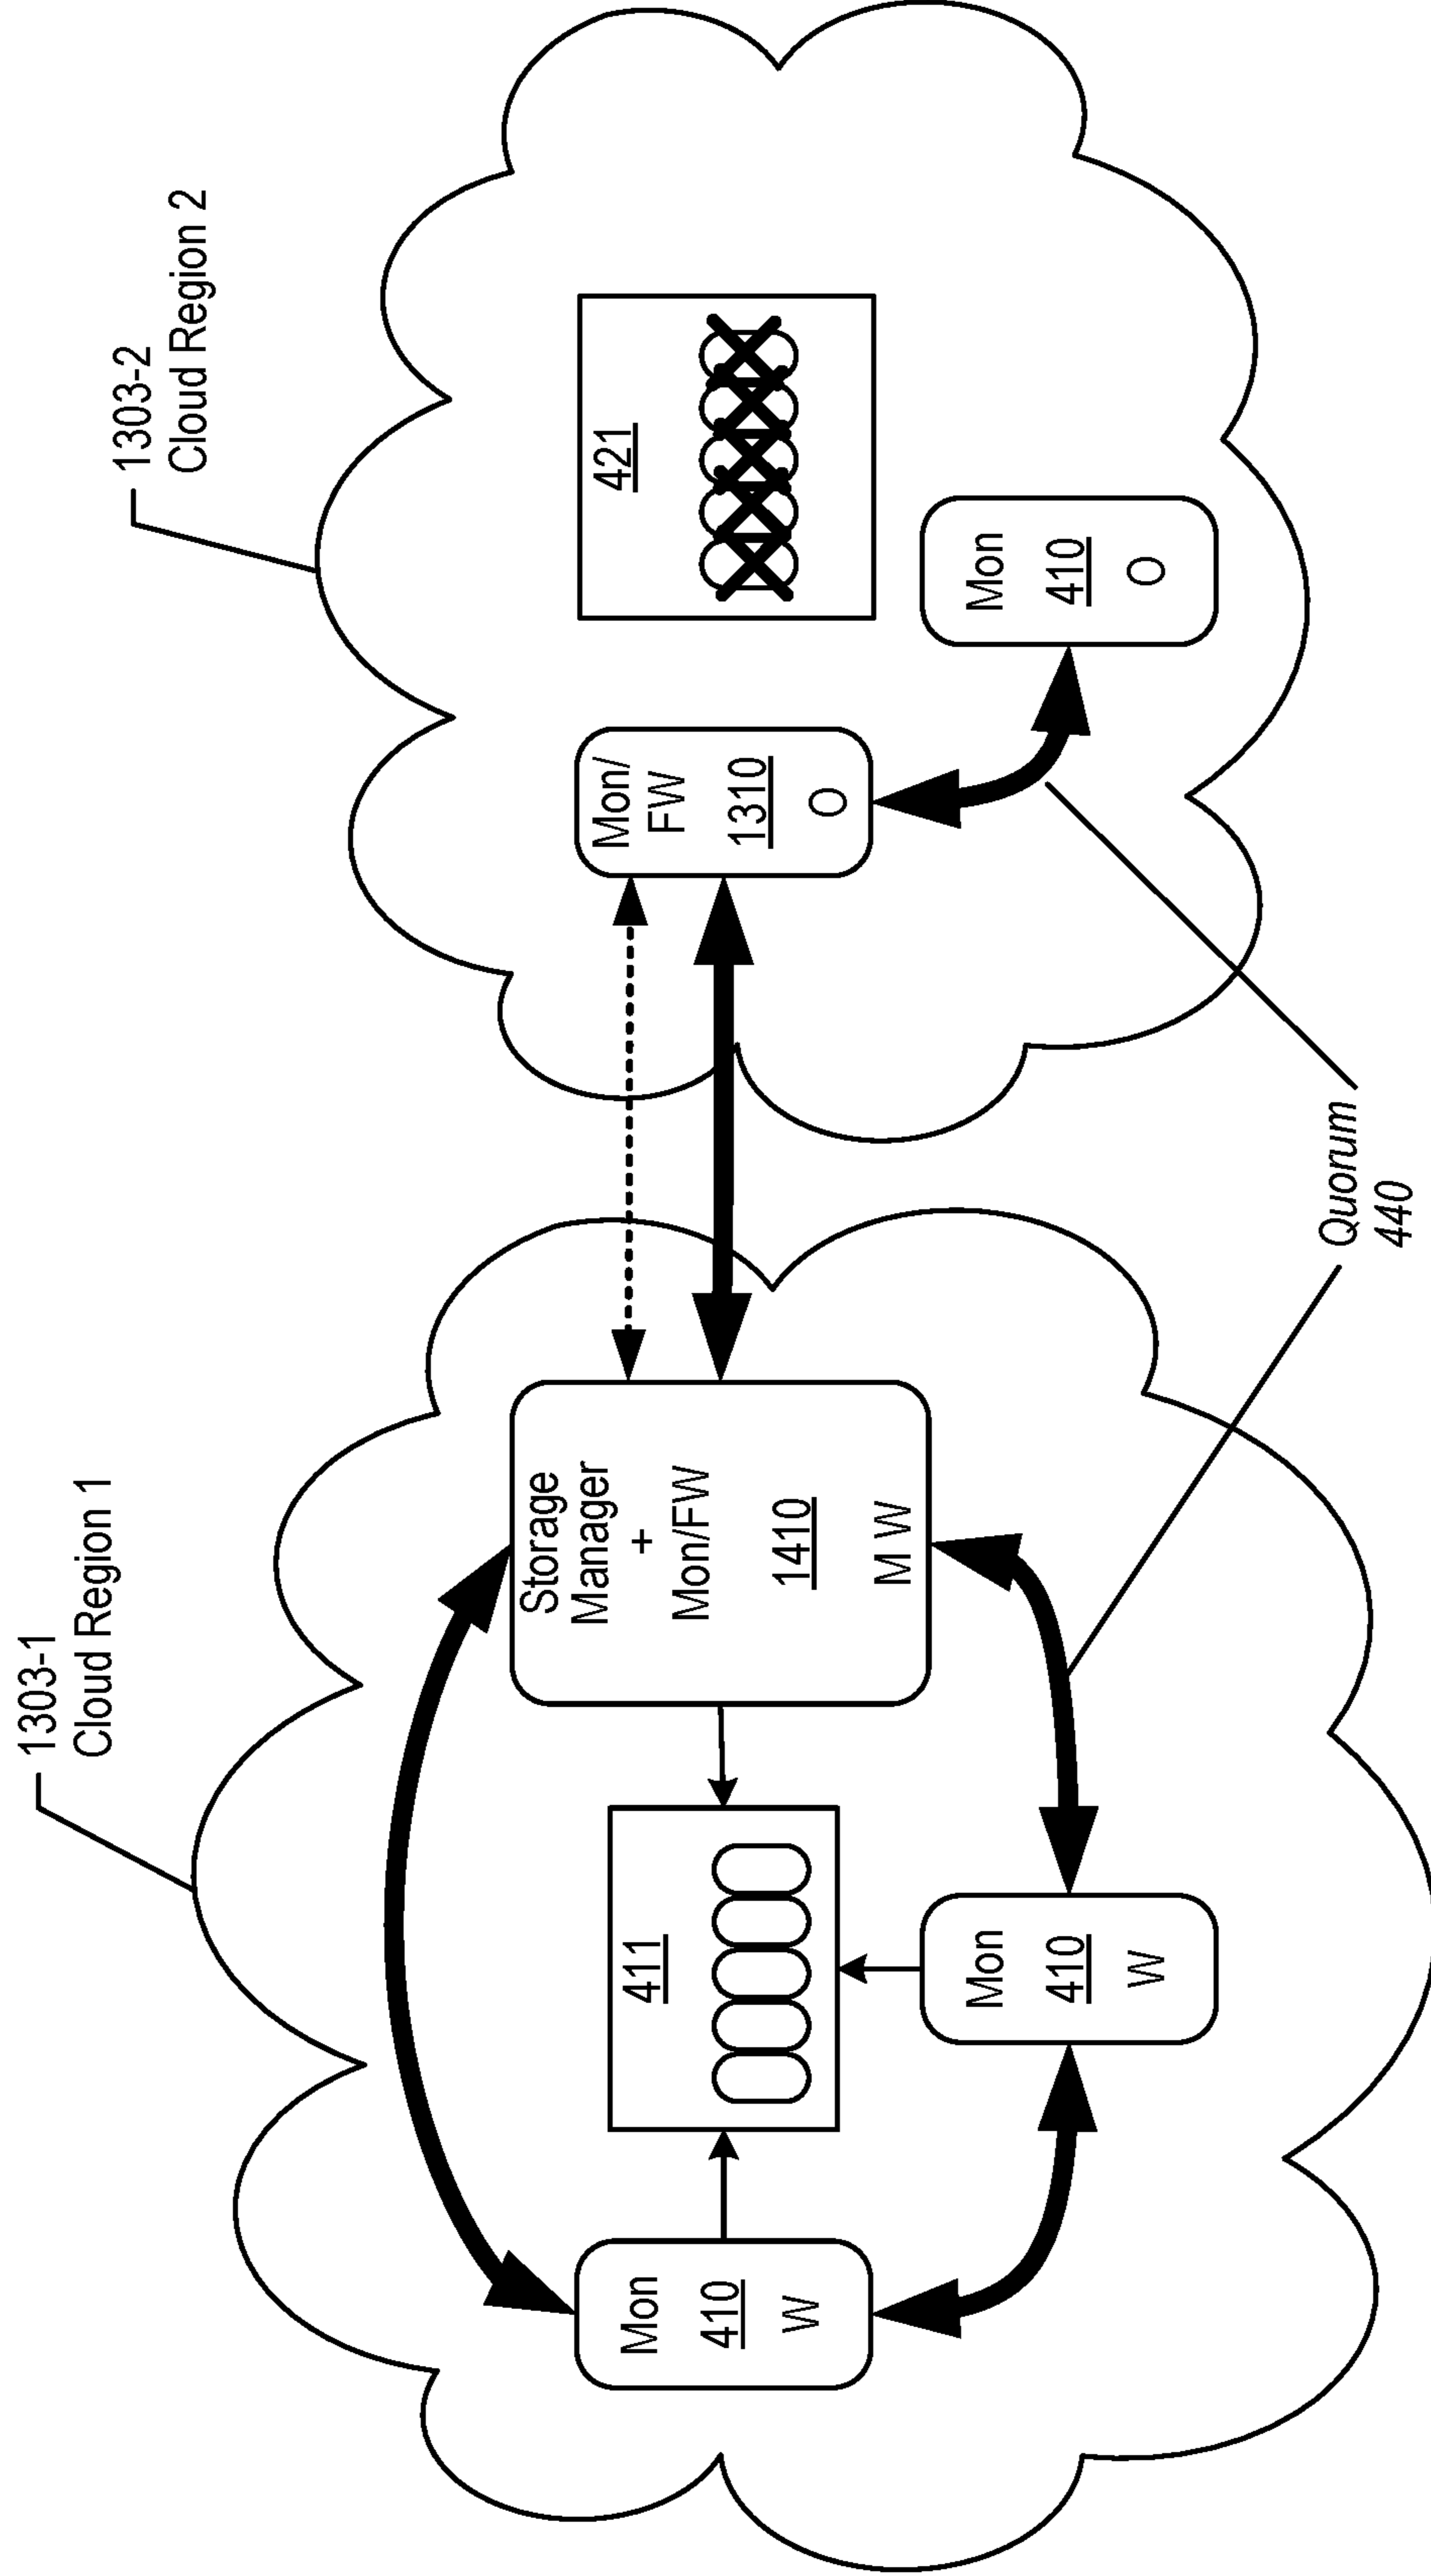 1303-1
Cloud Region 1
1303-2
Cloud Region 2
Mon
410
W
411
Mon
410
W
Storage
Manager
+
Mon/FW
1410
M W
Mon/
FW
1310
O
421
Mon
410
O
Quorum
440